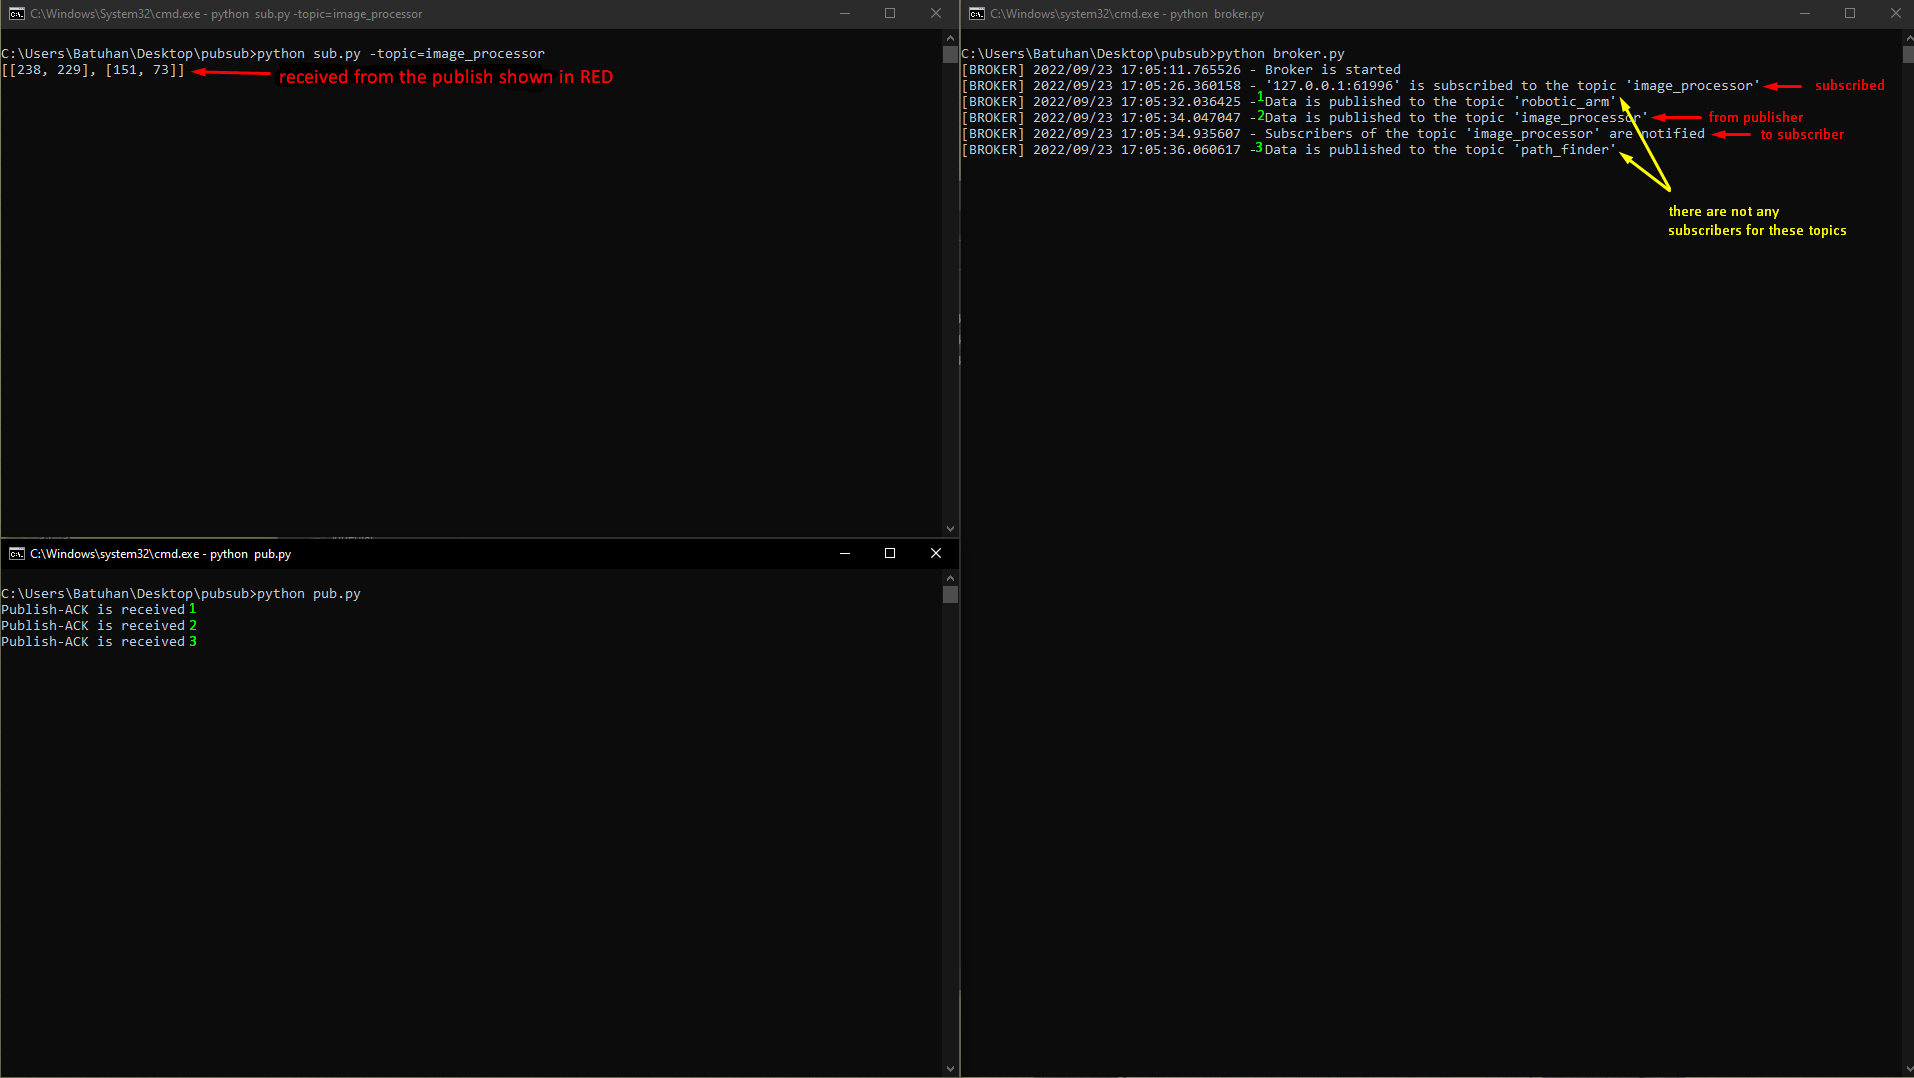 C:\Windows\System32\cmd.exe - python  sub.py -topic=image_processor
C:\Users\Batuhan\Desktop\pubsub>python sub.py -topic=image_processor
[[238, 229], [151, 73]] received from the publish shown in RED
C:\Windows\system32\cmd.exe - python  pub.py
C:\Users\Batuhan\Desktop\pubsub>python pub.py
Publish-ACK is received 1
Publish-ACK is received 2
Publish-ACK is received 3
C:\Windows\system32\cmd.exe - python  broker.py
C:\Users\Batuhan\Desktop\pubsub>python broker.py
[BROKER] 2022/09/23 17:05:11.765526 - Broker is started
[BROKER] 2022/09/23 17:05:26.360158 - '127.0.0.1:61996' is subscribed to the topic 'image_processor' subscribed
[BROKER] 2022/09/23 17:05:32.036425 - 1 Data is published to the topic 'robotic_arm'
[BROKER] 2022/09/23 17:05:34.047047 - 2 Data is published to the topic 'image_processor' from publisher
[BROKER] 2022/09/23 17:05:34.935607 - Subscribers of the topic 'image_processor' are notified to subscriber
[BROKER] 2022/09/23 17:05:36.060617 - 3 Data is published to the topic 'path_finder'
there are not any
subscribers for these topics